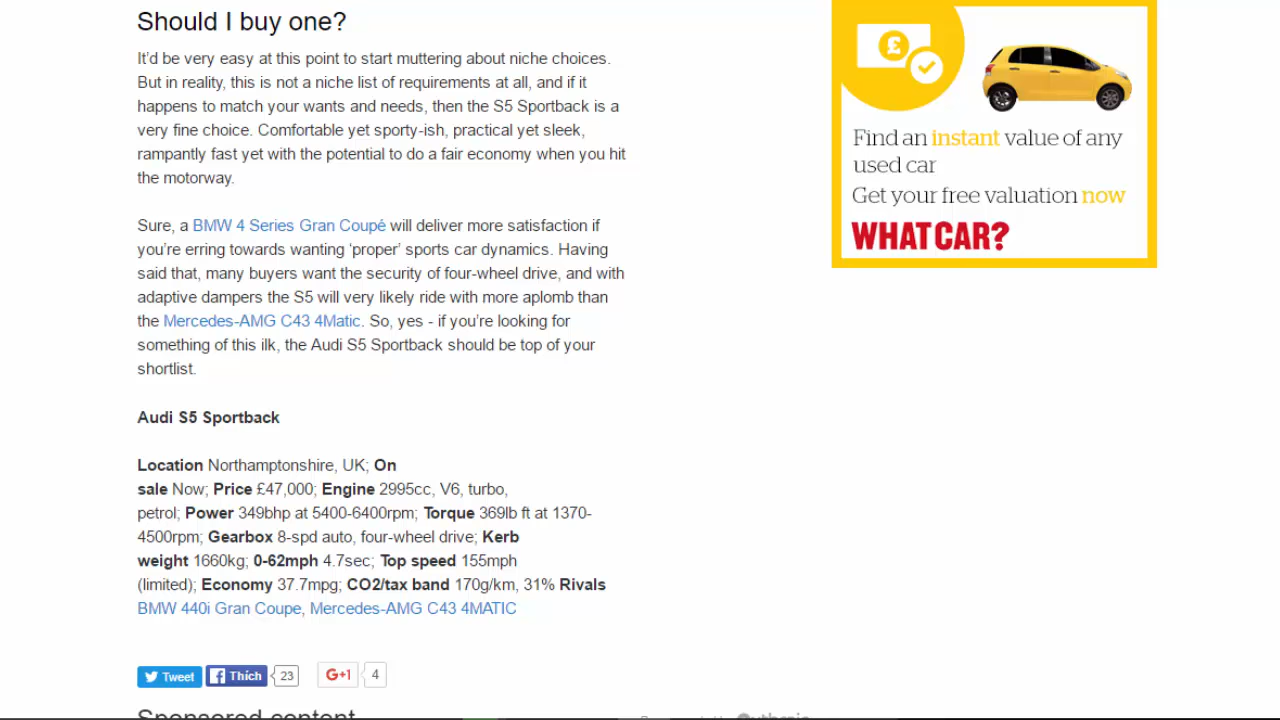 Should I buy one?
It’d be very easy at this point to start muttering about niche choices.
But in reality, this is not a niche list of requirements at all, and if it
happens to match your wants and needs, then the S5 Sportback is a
very fine choice. Comfortable yet sporty-ish, practical yet sleek,
rampantly fast yet with the potential to do a fair economy when you hit
the motorway.
Sure, a BMW 4 Series Gran Coupé will deliver more satisfaction if
you’re erring towards wanting ‘proper’ sports car dynamics. Having
said that, many buyers want the security of four-wheel drive, and with
adaptive dampers the S5 will very likely ride with more aplomb than
the Mercedes-AMG C43 4Matic. So, yes - if you’re looking for
something of this ilk, the Audi S5 Sportback should be top of your
shortlist.
Audi S5 Sportback
Location Northamptonshire, UK; On
sale Now; Price £47,000; Engine 2995cc, V6, turbo,
petrol; Power 349bhp at 5400-6400rpm; Torque 369lb ft at 1370-
4500rpm; Gearbox 8-spd auto, four-wheel drive; Kerb
weight 1660kg; 0-62mph 4.7sec; Top speed 155mph
(limited); Economy 37.7mpg; CO2/tax band 170g/km, 31% Rivals
BMW 440i Gran Coupe, Mercedes-AMG C43 4MATIC
Tweet Thích 23 G+1 4
Sponsored content
£
Find an instant value of any
used car
Get your free valuation now
WHAT CAR?